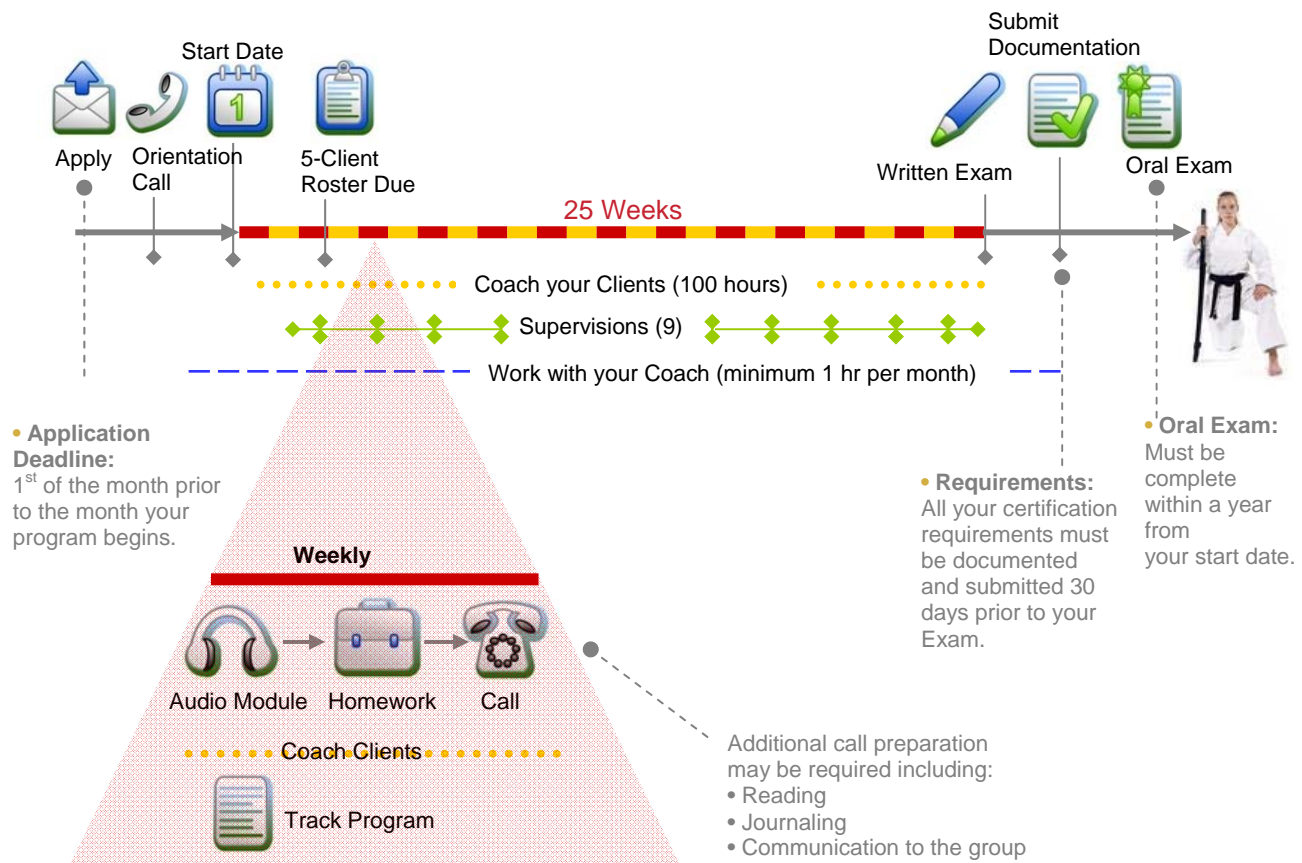 Submit
Documentation
Start Date
1
Apply
Orientation
Call
5-Client
Roster Due
Written Exam
Oral Exam
25 Weeks
Coach your Clients (100 hours)
Supervisions (9)
Work with your Coach (minimum 1 hr per month)
• Application
Deadline:
1st of the month prior
to the month your
program begins.
• Requirements:
All your certification
requirements must
be documented
and submitted 30
days prior to your
Exam.
• Oral Exam:
Must be
complete
within a year
from
your start date.
Weekly
Audio Module
Homework
Call
Coach Clients
Track Program
Additional call preparation
may be required including:
• Reading
• Journaling
• Communication to the group